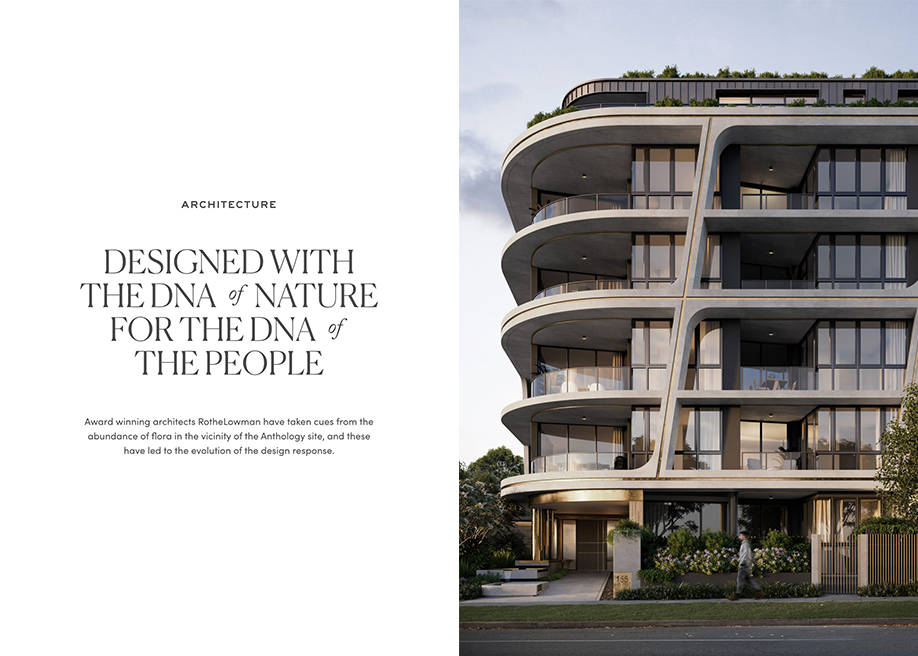 ARCHITECTURE
DESIGNED WITH
THE DNA of NATURE
FOR THE DNA of
THE PEOPLE
Award winning architects RotheLowman have taken cues from the
abundance of flora in the vicinity of the Anthology site, and these
have led to the evolution of the design response.
165